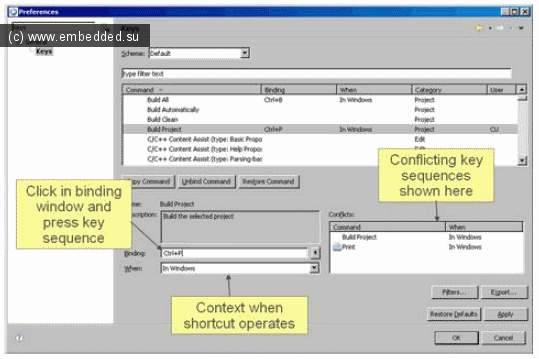 Preferences
(c) www.embedded.su
Keys
Keys
Scheme: Default
type filter text
Command Binding When Category User
Build All Ctrl+B In Windows Project
Build Automatically Project
Build Clean Project
Build Project Ctrl+P In Windows Project CU
C/C++ Content Assist (type: Basic Propo Edit
C/C++ Content Assist (type: Help Propo
C/C++ Content Assist (type: Parsing-bas
Copy Command Unbind Command Restore Command
Name: Build Project
Description: Build the selected project
Binding: Ctrl+P
When: In Windows
Conflicts:
Command When
Build Project In Windows
Print In Windows
Click in binding
window and
press key
sequence
Conflicting key
sequences
shown here
Context when
shortcut operates
Filters... Export...
Restore Defaults Apply
OK Cancel